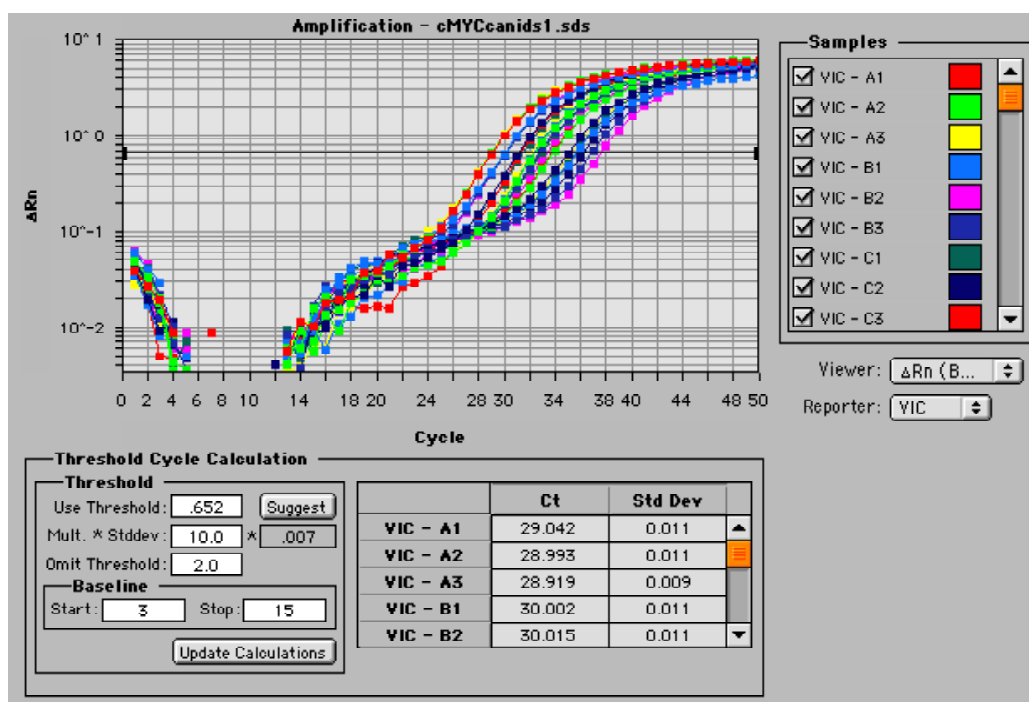 Amplification - cMYCcanids1.sds
10^ 1
10^ 0
10^-1
10^-2
ΔRn
0 2 4 6 8 10 14 18 20 24 28 30 34 38 40 44 48 50
Cycle
Samples
VIC - A1
VIC - A2
VIC - A3
VIC - B1
VIC - B2
VIC - B3
VIC - C1
VIC - C2
VIC - C3
Viewer: ΔRn (B...
Reporter: VIC
Threshold Cycle Calculation
Threshold
Use Threshold: .652 Suggest
Mult. * Stddev: 10.0 * .007
Omit Threshold: 2.0
Baseline
Start: 3 Stop: 15
Update Calculations
Ct Std Dev
VIC - A1 29.042 0.011
VIC - A2 28.993 0.011
VIC - A3 28.919 0.009
VIC - B1 30.002 0.011
VIC - B2 30.015 0.011